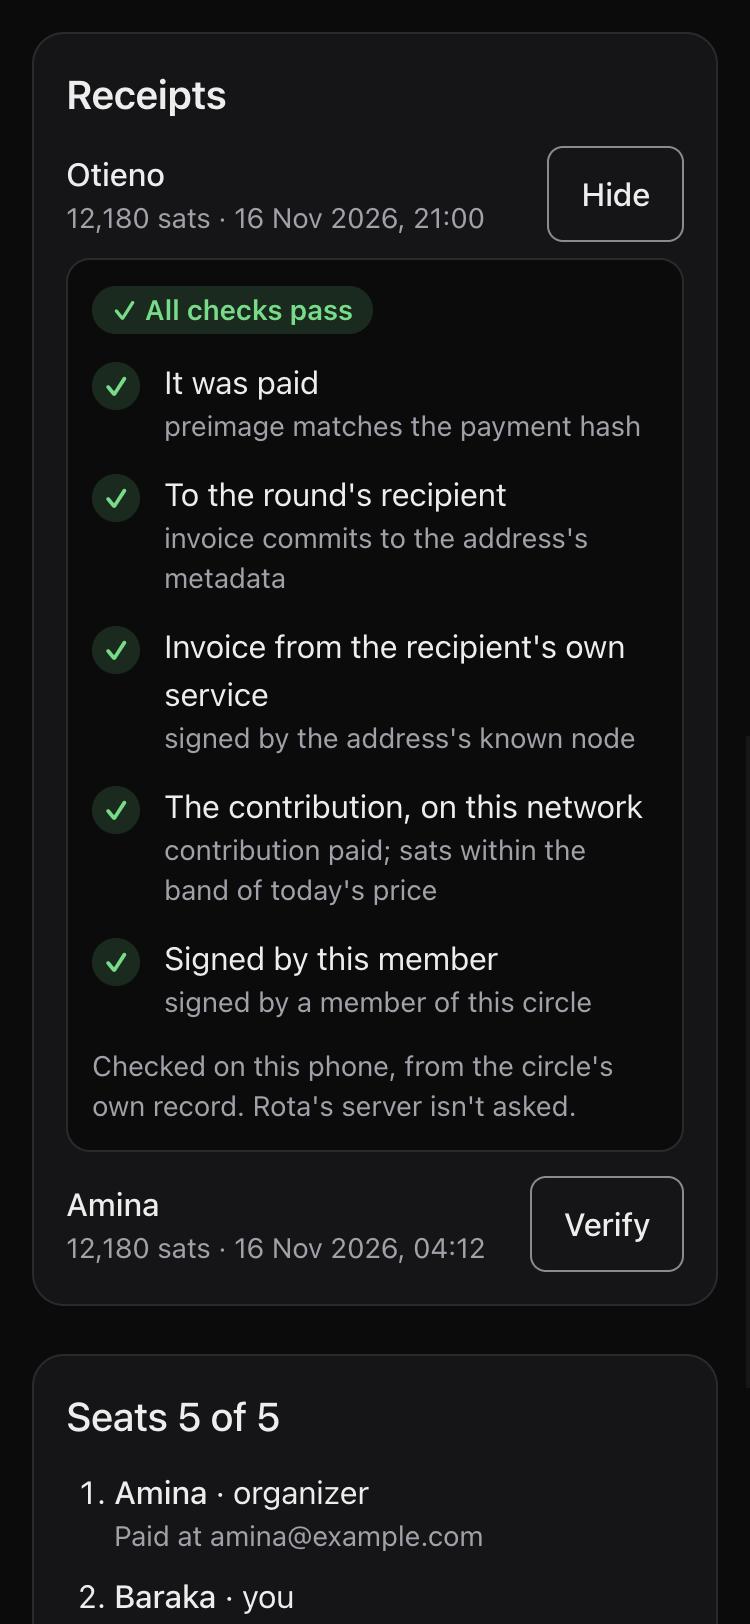 Receipts
Otieno
12,180 sats · 16 Nov 2026, 21:00
Hide
✓ All checks pass
It was paid
preimage matches the payment hash
To the round's recipient
invoice commits to the address's
metadata
Invoice from the recipient's own
service
signed by the address's known node
The contribution, on this network
contribution paid; sats within the
band of today's price
Signed by this member
signed by a member of this circle
Checked on this phone, from the circle's
own record. Rota's server isn't asked.
Amina
12,180 sats · 16 Nov 2026, 04:12
Verify
Seats 5 of 5
1. Amina · organizer
Paid at amina@example.com
2. Baraka · you